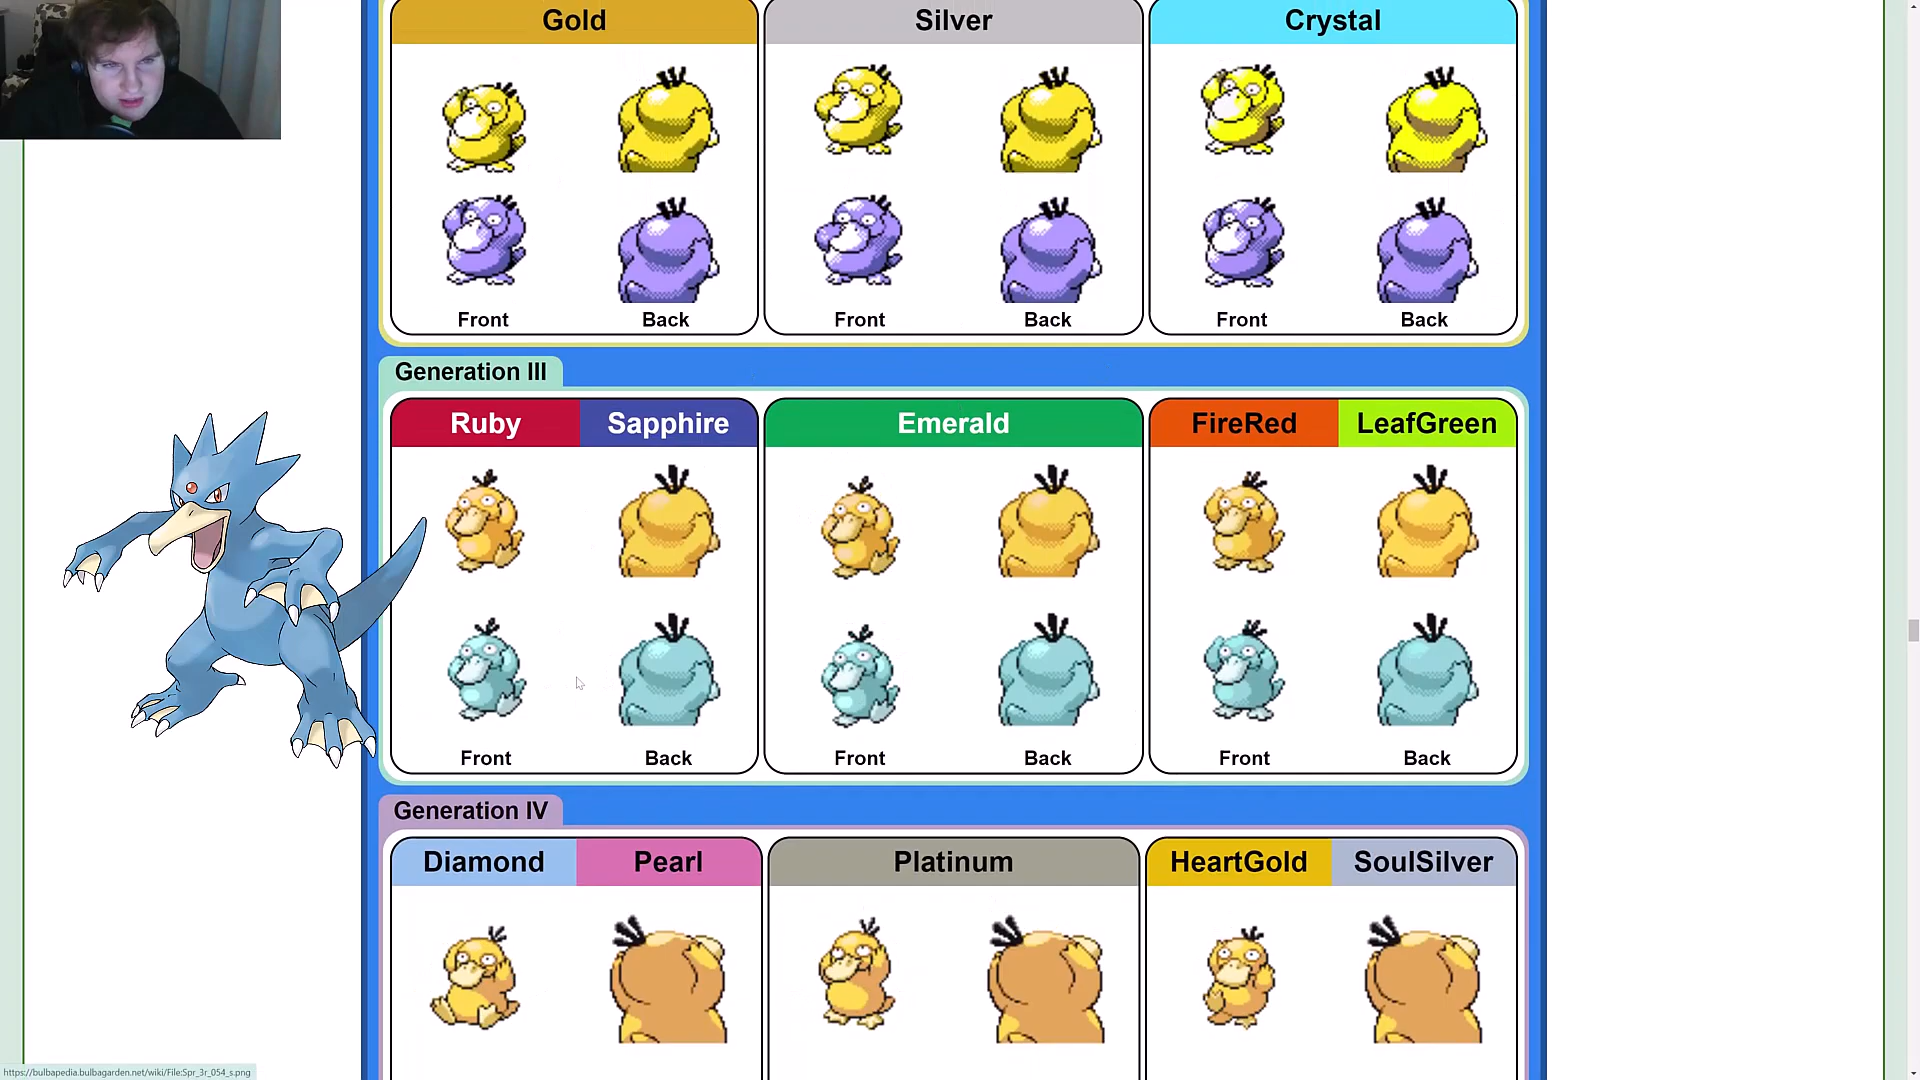 Gold Silver Crystal
Front Back Front Back Front Back
Generation III
Ruby Sapphire Emerald FireRed LeafGreen
Front Back Front Back Front Back
Generation IV
Diamond Pearl Platinum HeartGold SoulSilver
https://bulbapedia.bulbagarden.net/wiki/File:Spr_3r_054_s.png